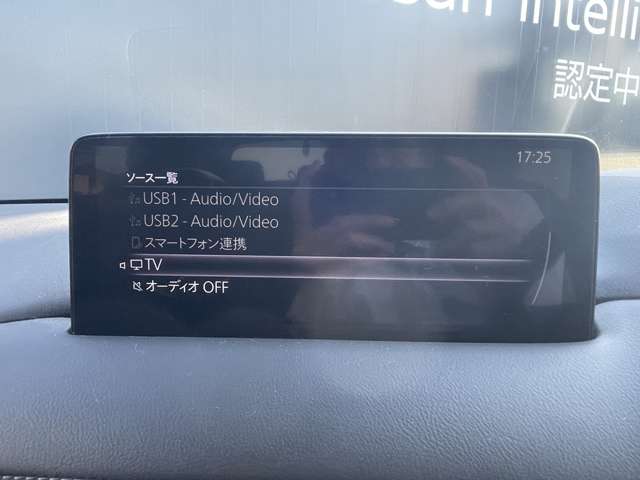 Intelli
認定中
17:25
ソース一覧
USB1 - Audio/Video
USB2 - Audio/Video
スマートフォン連携
TV
オーディオ OFF